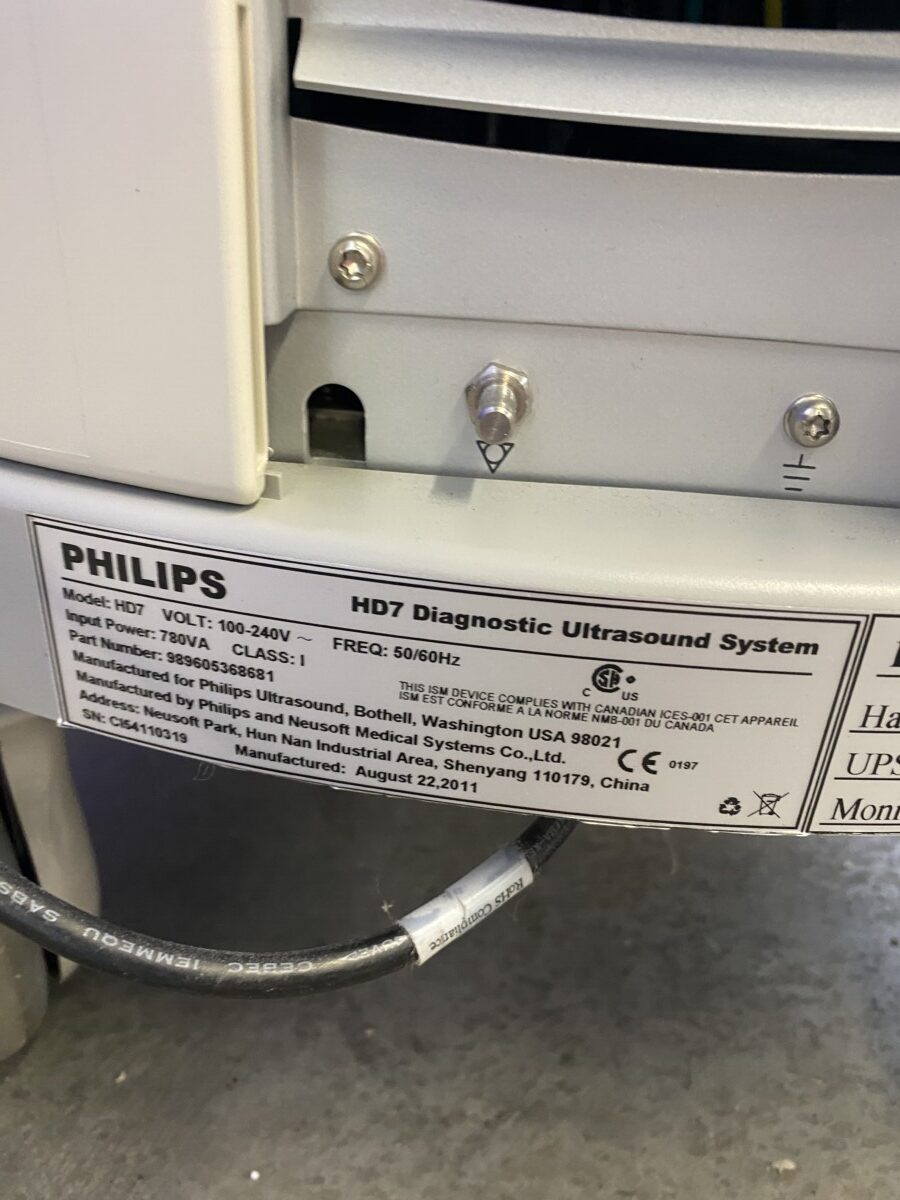 PHILIPS
HD7 Diagnostic Ultrasound System
Model: HD7 VOLT: 100-240V ~ FREQ: 50/60Hz
Input Power: 780VA CLASS: I
Part Number: 989605368681
C US
THIS ISM DEVICE COMPLIES WITH CANADIAN ICES-001 CET APPAREIL
ISM EST CONFORME A LA NORME NMB-001 DU CANADA
Manufactured for Philips Ultrasound, Bothell, Washington USA 98021
Manufactured by Philips and Neusoft Medical Systems Co.,Ltd.
CE 0197
Address: Neusoft Park, Hun Nan Industrial Area, Shenyang 110179, China
SN: CI54110319 Manufactured: August 22,2011
Ha
UPS
Moni
RoHS Compliance
SABS
IEMMEQU
CEBEC